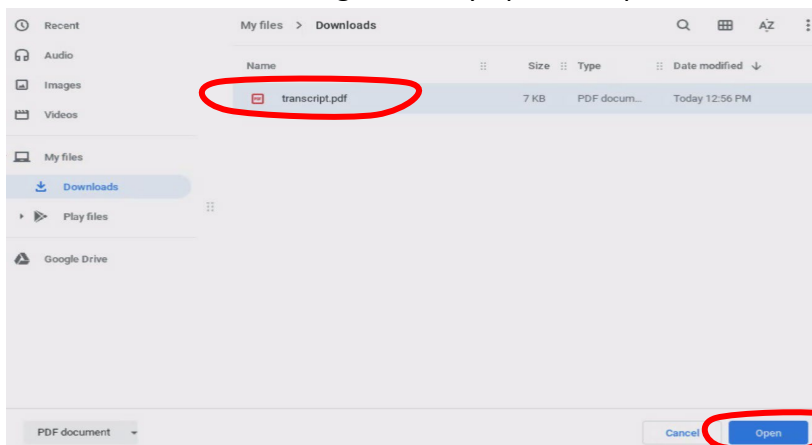 Recent
Audio
Images
Videos
My files
Downloads
Play files
Google Drive
My files > Downloads
AZ
Name Size Type Date modified
transcript.pdf 7 KB PDF docum... Today 12:56 PM
PDF document
Cancel Open